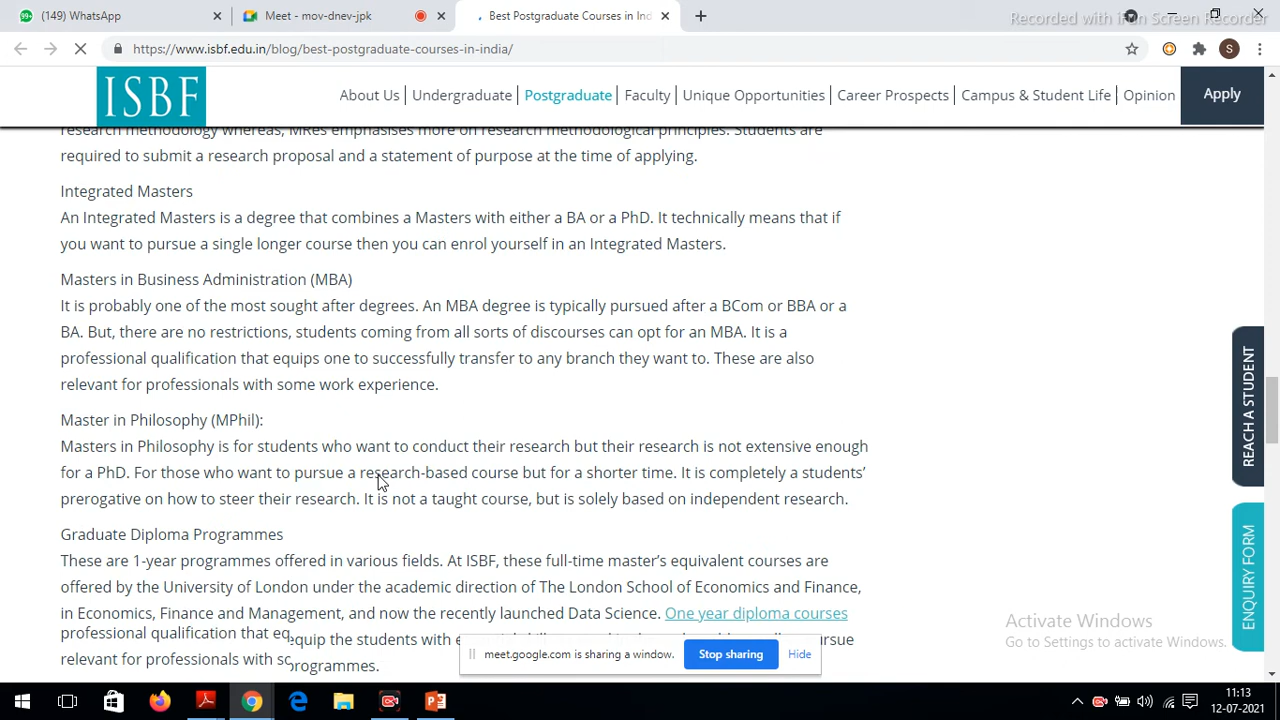 (149) WhatsApp
Meet - mov-dnev-jpk
Best Postgraduate Courses in Ind
Recorded with iFun Screen Recorder
https://www.isbf.edu.in/blog/best-postgraduate-courses-in-india/
S
ISBF
About Us | Undergraduate | Postgraduate | Faculty | Unique Opportunities | Career Prospects | Campus & Student Life | Opinion
Apply
research methodology whereas, MRes emphasises more on research methodological principles. Students are
required to submit a research proposal and a statement of purpose at the time of applying.
Integrated Masters
An Integrated Masters is a degree that combines a Masters with either a BA or a PhD. It technically means that if
you want to pursue a single longer course then you can enrol yourself in an Integrated Masters.
Masters in Business Administration (MBA)
It is probably one of the most sought after degrees. An MBA degree is typically pursued after a BCom or BBA or a
BA. But, there are no restrictions, students coming from all sorts of discourses can opt for an MBA. It is a
professional qualification that equips one to successfully transfer to any branch they want to. These are also
relevant for professionals with some work experience.
Master in Philosophy (MPhil):
Masters in Philosophy is for students who want to conduct their research but their research is not extensive enough
for a PhD. For those who want to pursue a research-based course but for a shorter time. It is completely a students’
prerogative on how to steer their research. It is not a taught course, but is solely based on independent research.
Graduate Diploma Programmes
These are 1-year programmes offered in various fields. At ISBF, these full-time master’s equivalent courses are
offered by the University of London under the academic direction of The London School of Economics and Finance,
in Economics, Finance and Management, and now the recently launched Data Science. One year diploma courses
professional qualification that eq
equip the students with
relevant for professionals with sc
programmes.
REACH A STUDENT
ENQUIRY FORM
Activate Windows
Go to Settings to activate Windows.
meet.google.com is sharing a window.
Stop sharing
Hide
11:13
12-07-2021